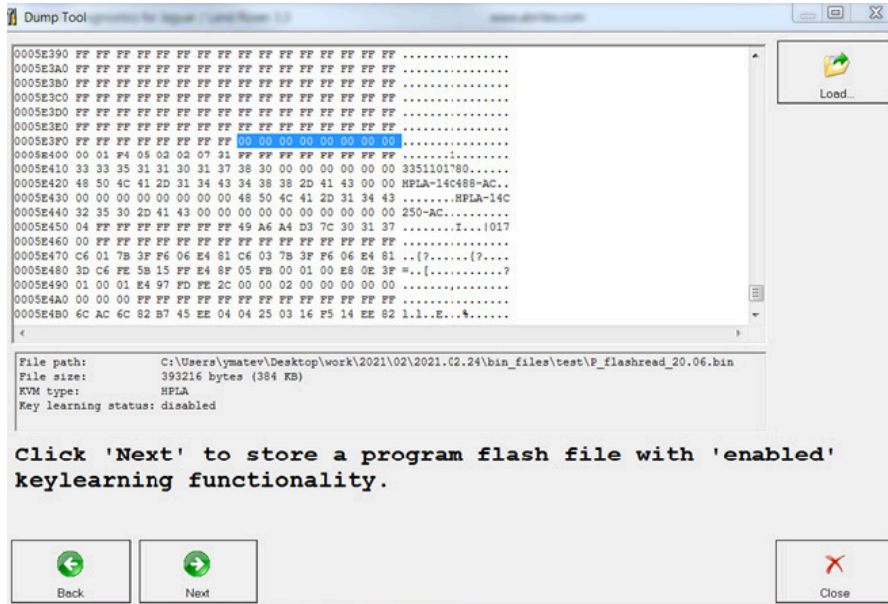 Dump Tool
0005E390 FF FF FF FF FF FF FF FF FF FF FF FF FF FF FF FF ................
0005E3A0 FF FF FF FF FF FF FF FF FF FF FF FF FF FF FF FF ................
0005E3B0 FF FF FF FF FF FF FF FF FF FF FF FF FF FF FF FF ................
0005E3C0 FF FF FF FF FF FF FF FF FF FF FF FF FF FF FF FF ................
0005E3D0 FF FF FF FF FF FF FF FF FF FF FF FF FF FF FF FF ................
0005E3E0 FF FF FF FF FF FF FF FF FF FF FF FF FF FF FF FF ................
0005E3F0 FF FF FF FF FF FF FF FF 00 00 00 00 00 00 00 00 ................
0005E400 00 01 F4 05 02 02 07 31 FF FF FF FF FF FF FF FF .......1........
0005E410 33 33 35 31 31 30 31 37 38 30 00 00 00 00 00 00 3351101780......
0005E420 48 50 4C 41 2D 31 34 43 34 38 38 2D 41 43 00 00 HPLA-14C488-AC..
0005E430 00 00 00 00 00 00 00 00 48 50 4C 41 2D 31 34 43 ........HPLA-14C
0005E440 32 35 30 2D 41 43 00 00 00 00 00 00 00 00 00 00 250-AC..........
0005E450 04 FF FF FF FF FF FF FF 49 A6 A4 D3 7C 30 31 37 ........I...|017
0005E460 00 FF FF FF FF FF FF FF FF FF FF FF FF FF FF FF ................
0005E470 C6 01 7B 3F F6 06 E4 81 C6 03 7B 3F F6 06 E4 81 ..{?......{?....
0005E480 3D C6 FE 5B 15 FF E4 8F 05 FB 00 01 00 E8 0E 3F =..[...........?
0005E490 01 00 01 E4 97 FD FE 2C 00 00 02 00 00 00 00 00 .......,........
0005E4A0 00 00 00 FF FF FF FF FF FF FF FF FF FF FF FF FF ................
0005E4B0 6C AC 6C 82 B7 45 EE 04 04 25 03 16 F5 14 EE 82 l.l..E...%......
Load...
File path: C:\Users\ymatev\Desktop\work\2021\02\2021.02.24\bin_files\test\P_flashread_20.06.bin
File size: 393216 bytes (384 KB)
KVM type: HPLA
Key learning status: disabled
Click 'Next' to store a program flash file with 'enabled'
keylearning functionality.
Back
Next
Close